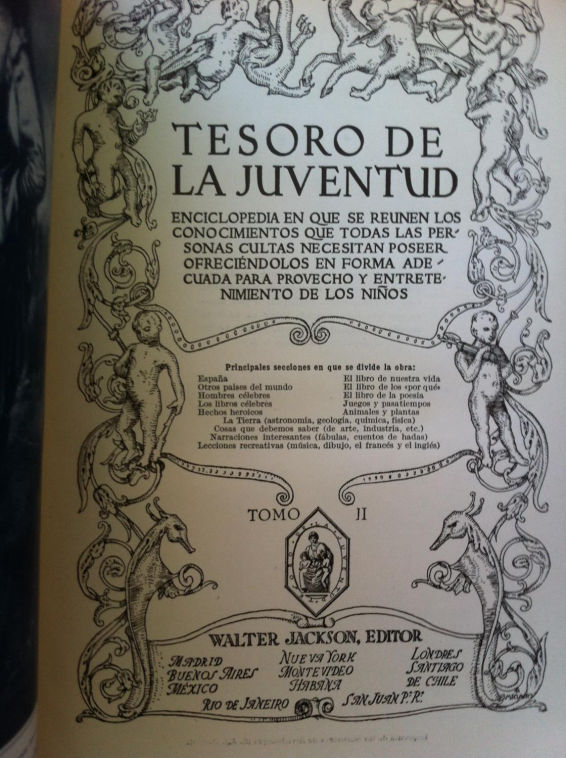 TESORO DE
LA JUVENTUD
ENCICLOPEDIA EN QUE SE REUNEN LOS
CONOCIMIENTOS QUE TODAS LAS PER-
SONAS CULTAS NECESITAN POSEER
OFRECIÉNDOLOS EN FORMA ADE-
CUADA PARA PROVECHO Y ENTRETE-
NIMIENTO DE LOS NIÑOS
Principales secciones en que se divide la obra:
España
Otros países del mundo
Hombres célebres
Los libros célebres
Hechos heroicos
El libro de nuestra vida
El libro de los «por qué»
El libro de la poesía
Juegos y pasatiempos
Animales y plantas
La Tierra (astronomía, geología, química, física)
Cosas que debemos saber (de arte, industria, etc.)
Narraciones interesantes (fábulas, cuentos de hadas)
Lecciones recreativas (música, dibujo, el francés y el inglés)
TOMO II
WALTER JACKSON, EDITOR
MADRID
BUENOS AIRES
MÉXICO
NUEVA YORK
MONTEVIDEO
HABANA
LONDRES
SANTIAGO
DE CHILE
RIO DE JANEIRO
SAN JUAN P. R.